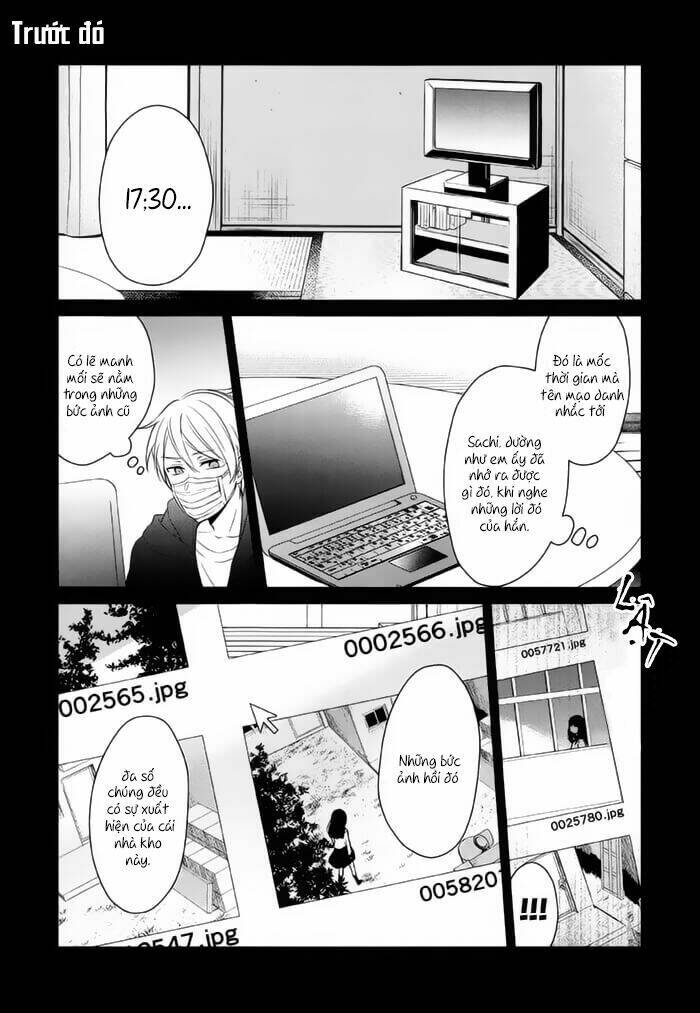 Trước đó
17;30...
Đó là mốc
thời gian mà
tên mạo danh
nhắc tới
Sachi, dường
như em ấy đã
nhớ ra được
gì đó, khi nghe
những lời đó
của hắn.
Có lẽ manh
mối sẽ nằm
trong những
bức ảnh cũ
LẬT
0057721.jpg
0025780.jpg
!!!
0002566.jpg
002565.jpg
Những bức
ảnh hồi đó
005820
đa số
chúng đều
có sự xuất
hiện của cái
nhà kho
này.
547.jpg